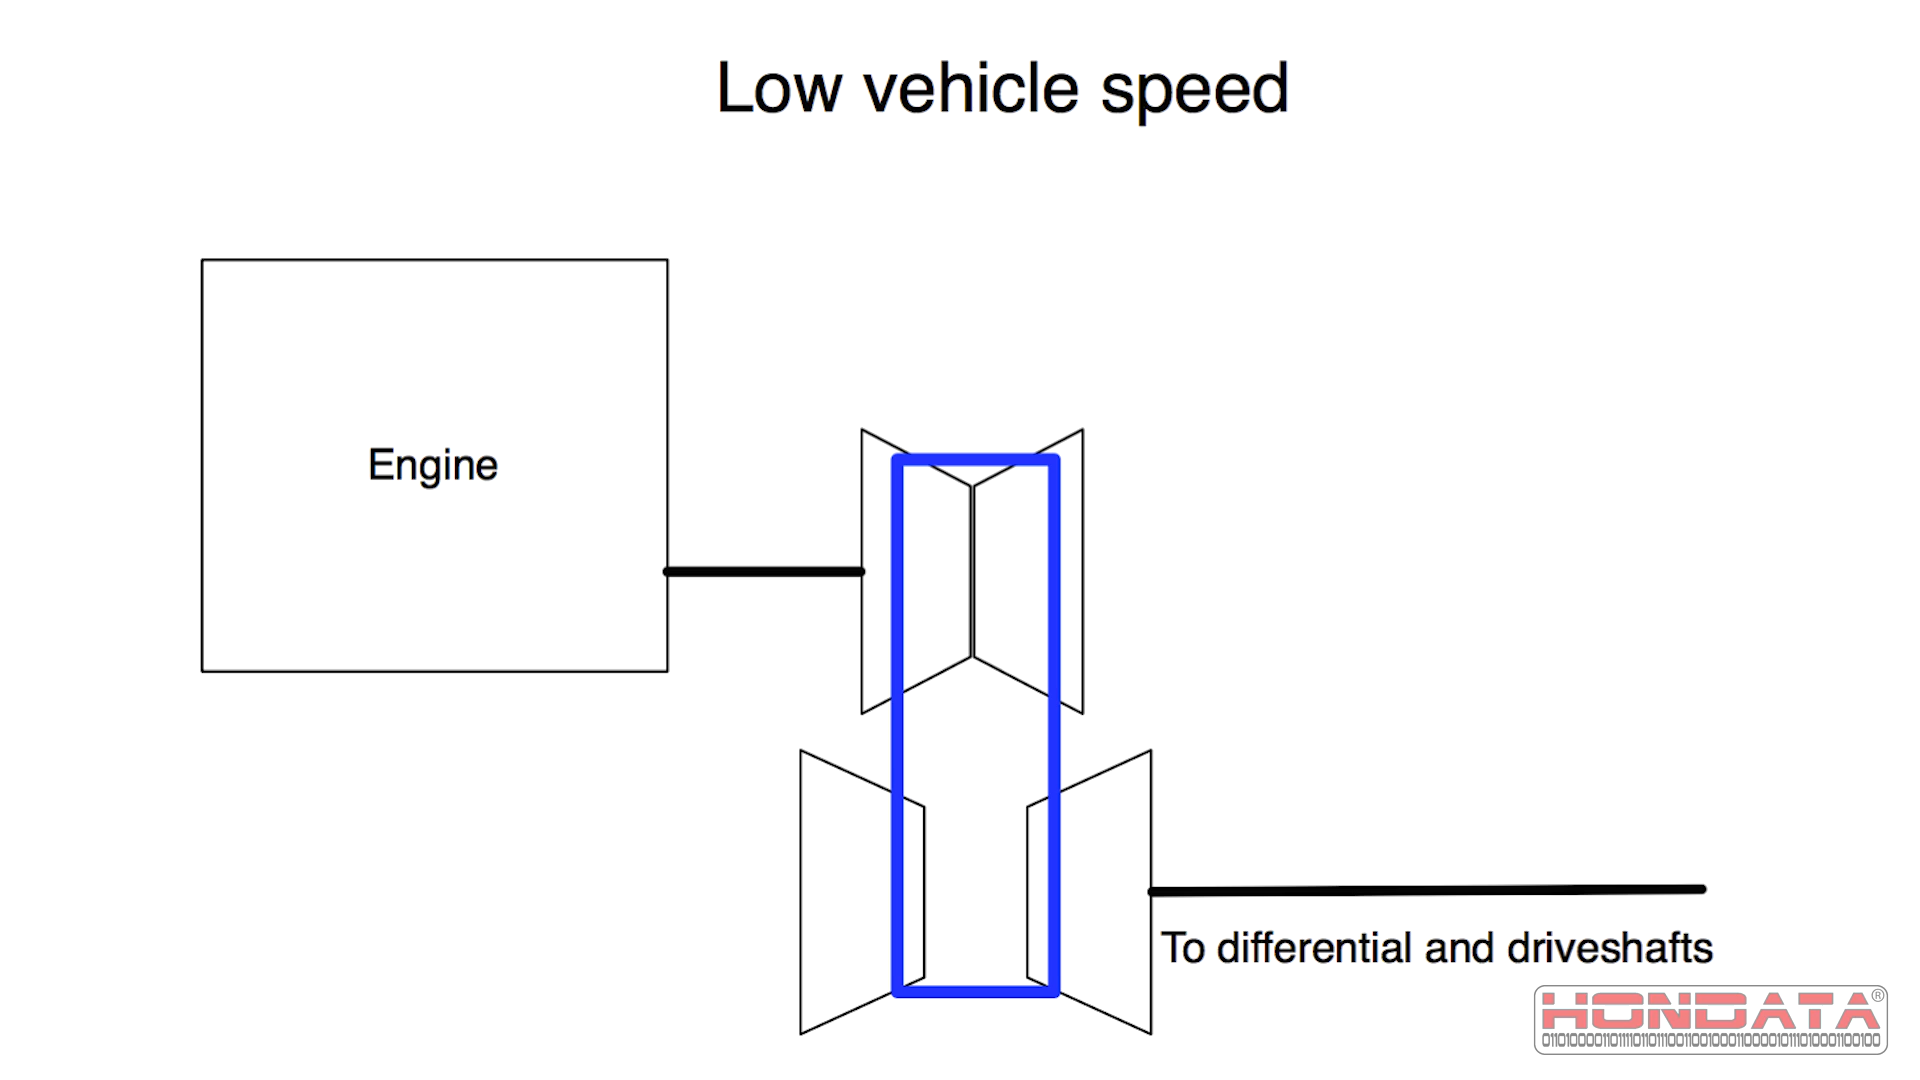 Low vehicle speed
Engine
To differential and driveshafts
HONDATA®